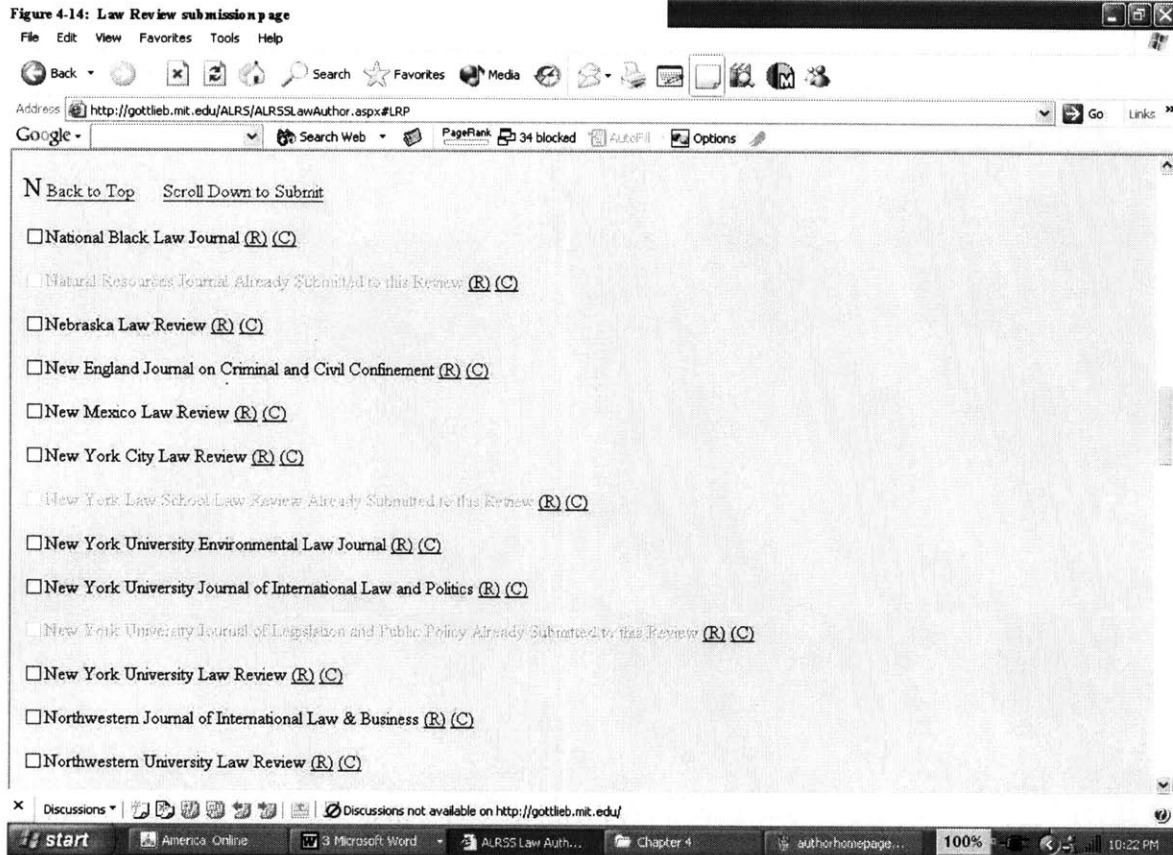 Figure 4-14: Law Review submission page
File Edit View Favorites Tools Help
Back Search Favorites Media
Address http://gottlieb.mit.edu/ALRS/ALRSSLawAuthor.aspx#LRP Go Links »
Google Search Web PageRank 34 blocked AutoFill Options
N Back to Top Scroll Down to Submit
National Black Law Journal (R) (C)
Natural Resources Journal Already Submitted to this Review (R) (C)
Nebraska Law Review (R) (C)
New England Journal on Criminal and Civil Confinement (R) (C)
New Mexico Law Review (R) (C)
New York City Law Review (R) (C)
New York Law School Law Review Already Submitted to this Review (R) (C)
New York University Environmental Law Journal (R) (C)
New York University Journal of International Law and Politics (R) (C)
New York University Journal of Legislation and Public Policy Already Submitted to this Review (R) (C)
New York University Law Review (R) (C)
Northwestern Journal of International Law & Business (R) (C)
Northwestern University Law Review (R) (C)
Discussions Discussions not available on http://gottlieb.mit.edu/
start America Online 3 Microsoft Word ALRSS Law Auth... Chapter 4 authorhomepage... 100% 10:22 PM